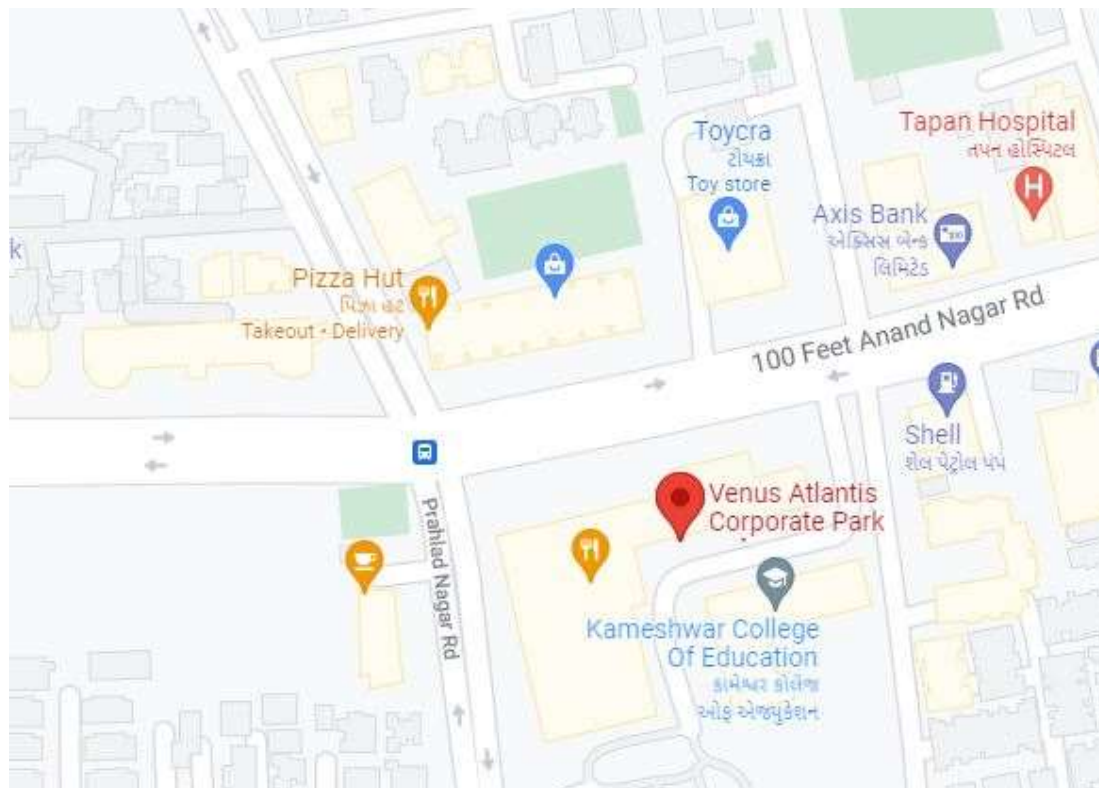 Toycra
ટોયક્રા
Toy store
Tapan Hospital
તપન હોસ્પિટલ
Axis Bank
એક્સિસ બેન્ક
લિમિટેડ
k
Pizza Hut
પિઝા હટ
Takeout • Delivery
100 Feet Anand Nagar Rd
Shell
શેલ પેટ્રોલ પંપ
Venus Atlantis
Corporate Park
Prahlad Nagar Rd
Kameshwar College
Of Education
કામેશ્વર કોલેજ
ઓફ એજ્યુકેશન
H